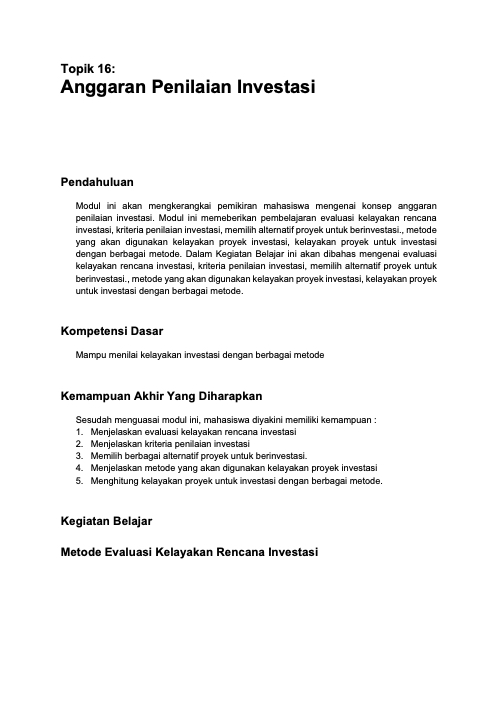 Topik 16:
Anggaran Penilaian Investasi
Pendahuluan
Modul ini akan mengkerangkai pemikiran mahasiswa mengenai konsep anggaran
penilaian investasi. Modul ini memeberikan pembelajaran evaluasi kelayakan rencana
investasi, kriteria penilaian investasi, memilih alternatif proyek untuk berinvestasi., metode
yang akan digunakan kelayakan proyek investasi, kelayakan proyek untuk investasi
dengan berbagai metode. Dalam Kegiatan Belajar ini akan dibahas mengenai evaluasi
kelayakan rencana investasi, kriteria penilaian investasi, memilih alternatif proyek untuk
berinvestasi., metode yang akan digunakan kelayakan proyek investasi, kelayakan proyek
untuk investasi dengan berbagai metode.
Kompetensi Dasar
Mampu menilai kelayakan investasi dengan berbagai metode
Kemampuan Akhir Yang Diharapkan
Sesudah menguasai modul ini, mahasiswa diyakini memiliki kemampuan :
1. Menjelaskan evaluasi kelayakan rencana investasi
2. Menjelaskan kriteria penilaian investasi
3. Memilih berbagai alternatif proyek untuk berinvestasi.
4. Menjelaskan metode yang akan digunakan kelayakan proyek investasi
5. Menghitung kelayakan proyek untuk investasi dengan berbagai metode.
Kegiatan Belajar
Metode Evaluasi Kelayakan Rencana Investasi